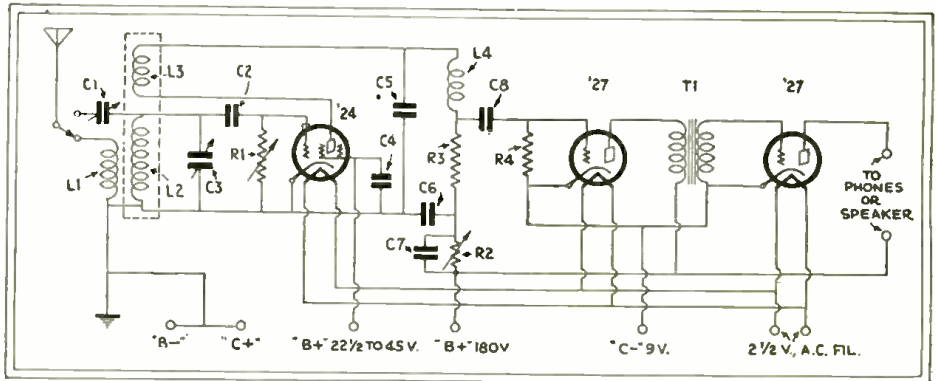 C1
L3
C2
'24
C5
L4
C8
'27
T1
'27
R1
C4
R3
R4
L1
L2
C3
C6
C7
R2
TO
PHONES
OR
SPEAKER
"B–" "C+"
"B+" 22½ TO 45 V.
"B+" 180V
"C–" 9 V.
2½ V., A.C. FIL.